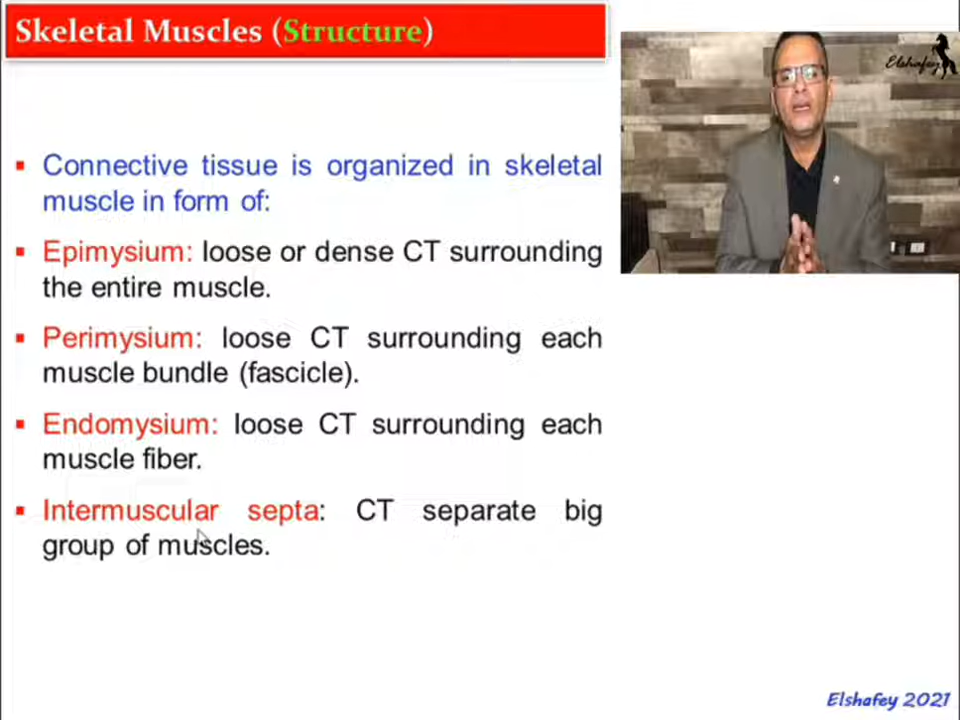 Skeletal Muscles (Structure)
Elshafey
▪ Connective tissue is organized in skeletal
muscle in form of:
▪ Epimysium: loose or dense CT surrounding
the entire muscle.
▪ Perimysium: loose CT surrounding each
muscle bundle (fascicle).
▪ Endomysium: loose CT surrounding each
muscle fiber.
▪ Intermuscular septa: CT separate big
group of muscles.
Elshafey 2021